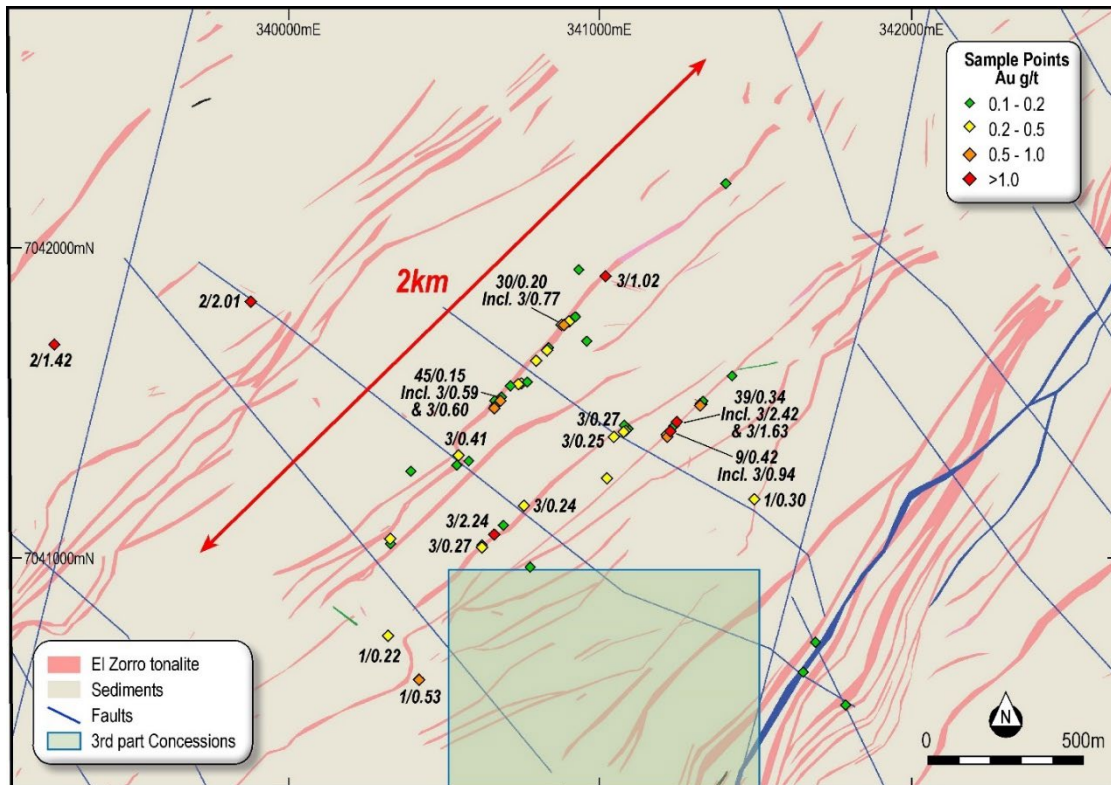 340000mE
341000mE
342000mE
Sample Points
Au g/t
0.1 - 0.2
0.2 - 0.5
0.5 - 1.0
>1.0
7042000mN
2km
30/0.20
Incl. 3/0.77
3/1.02
2/2.01
2/1.42
45/0.15
Incl. 3/0.59
& 3/0.60
39/0.34
Incl. 3/2.42
& 3/1.63
3/0.27
3/0.25
3/0.41
9/0.42
Incl. 3/0.94
1/0.30
3/0.24
3/2.24
3/0.27
7041000mN
1/0.22
1/0.53
El Zorro tonalite
Sediments
Faults
3rd part Concessions
N
0
500m